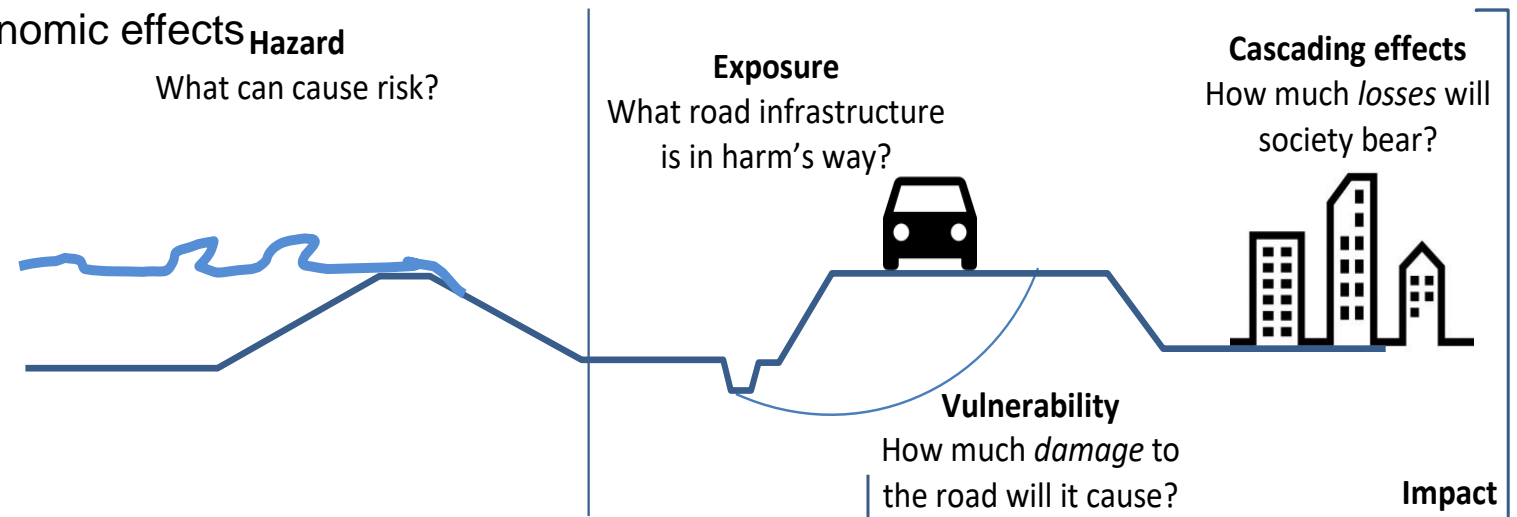 nomic effects
Hazard
What can cause risk?
Exposure
What road infrastructure
is in harm’s way?
Cascading effects
How much losses will
society bear?
Vulnerability
How much damage to
the road will it cause?
Impact